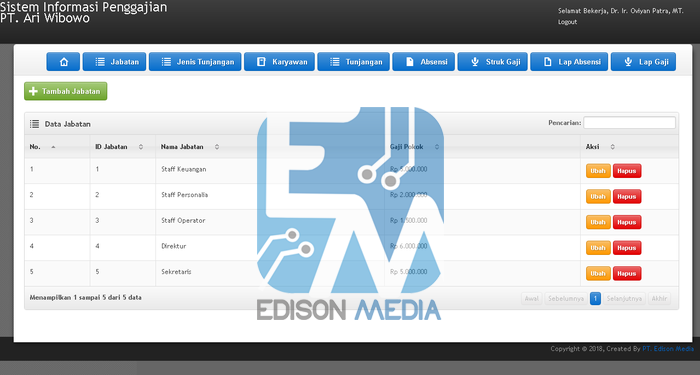 Sistem Informasi Penggajian
PT. Ari Wibowo
Selamat Bekerja, Dr. Ir. Oviyan Patra, MT.
Logout
Jabatan Jenis Tunjangan Karyawan Tunjangan Absensi Struk Gaji Lap Absensi Lap Gaji
Tambah Jabatan
Data Jabatan Pencarian:
No. ID Jabatan Nama Jabatan Gaji Pokok Aksi
1 1 Staff Keuangan Rp 5.000.000 Ubah Hapus
2 2 Staff Personalia Rp 2.000.000 Ubah Hapus
3 3 Staff Operator Rp 1.500.000 Ubah Hapus
4 4 Direktur Rp 6.000.000 Ubah Hapus
5 5 Sekretaris Rp 5.800.000 Ubah Hapus
Menampilkan 1 sampai 5 dari 5 data Awal Sebelumnya 1 Selanjutnya Akhir
EDISON MEDIA
Copyright © 2018, Created By PT. Edison Media